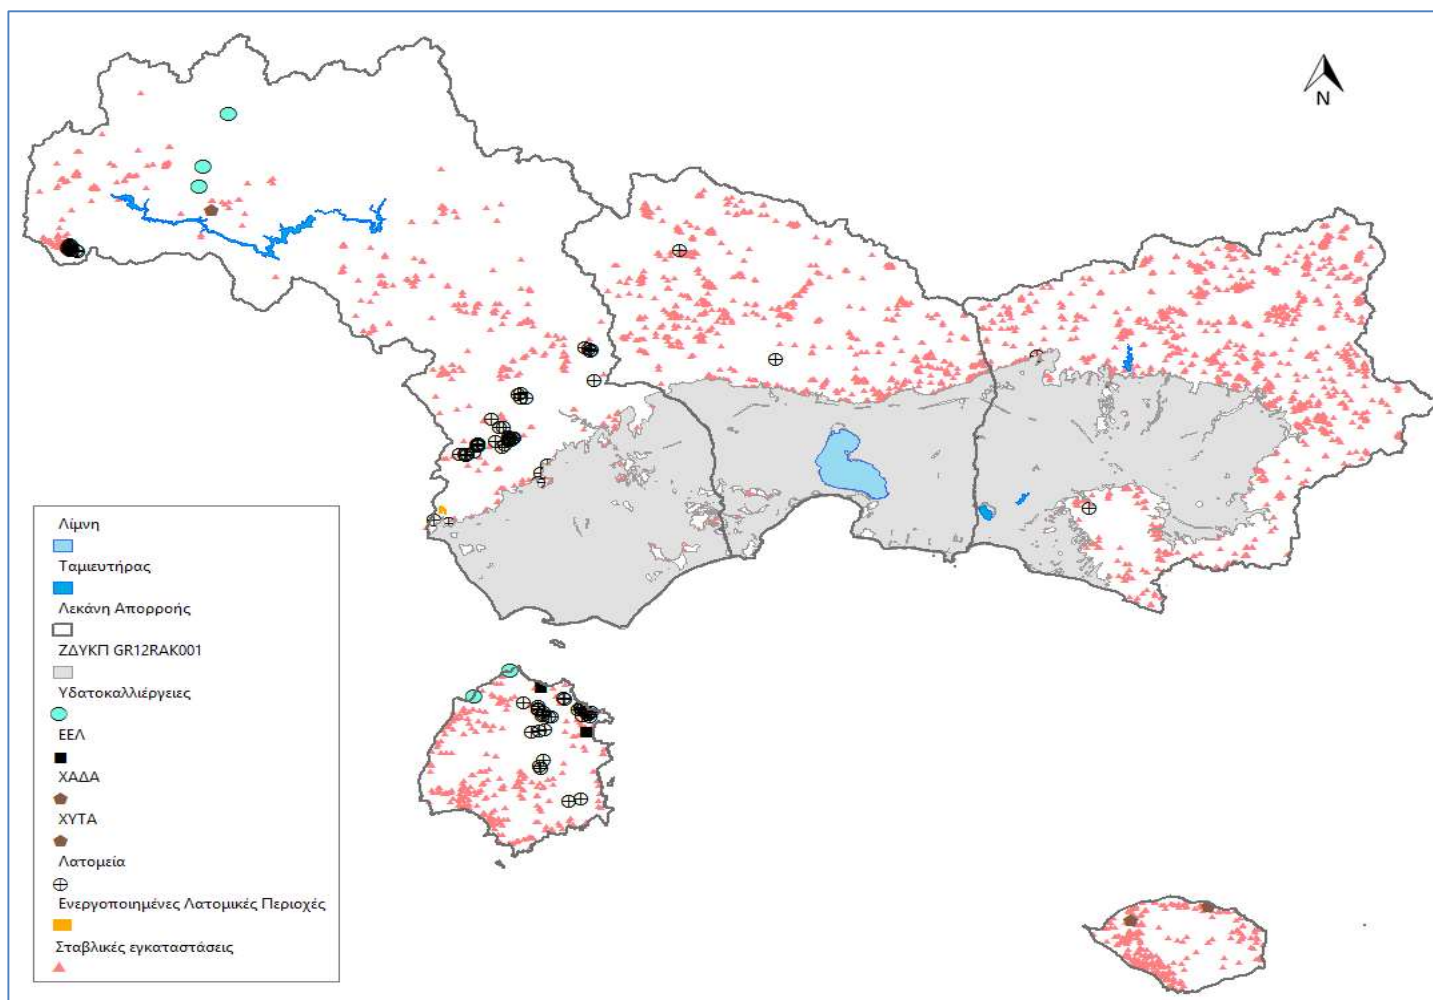 N
Λίμνη
Ταμιευτήρας
Λεκάνη Απορροής
ΖΔΥΚΠ GR12RAK001
Υδατοκαλλιέργειες
ΕΕΛ
ΧΑΔΑ
ΧΥΤΑ
Λατομεία
Ενεργοποιημένες Λατομικές Περιοχές
Σταβλικές εγκαταστάσεις